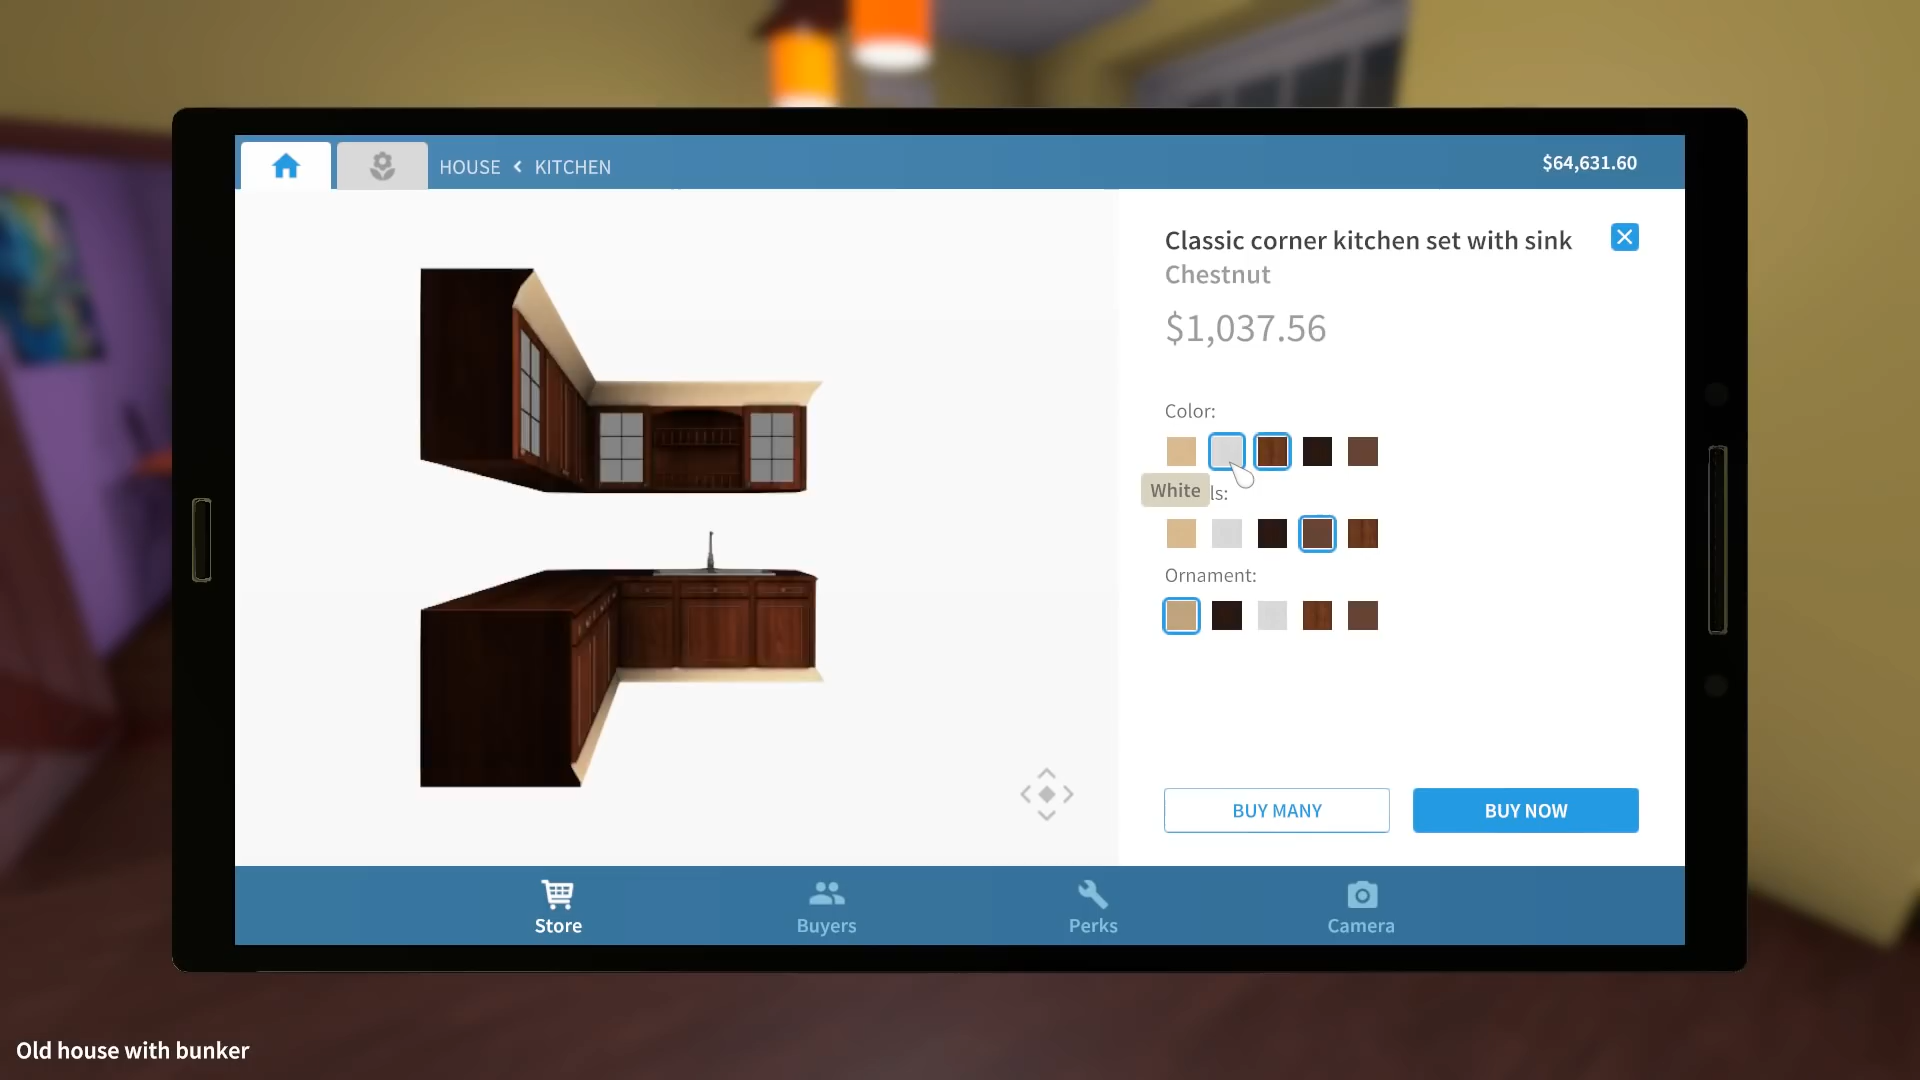 HOUSE < KITCHEN
$64,631.60
Classic corner kitchen set with sink
Chestnut
$1,037.56
Color:
White
ls:
Ornament:
BUY MANY
BUY NOW
Store
Buyers
Perks
Camera
Old house with bunker